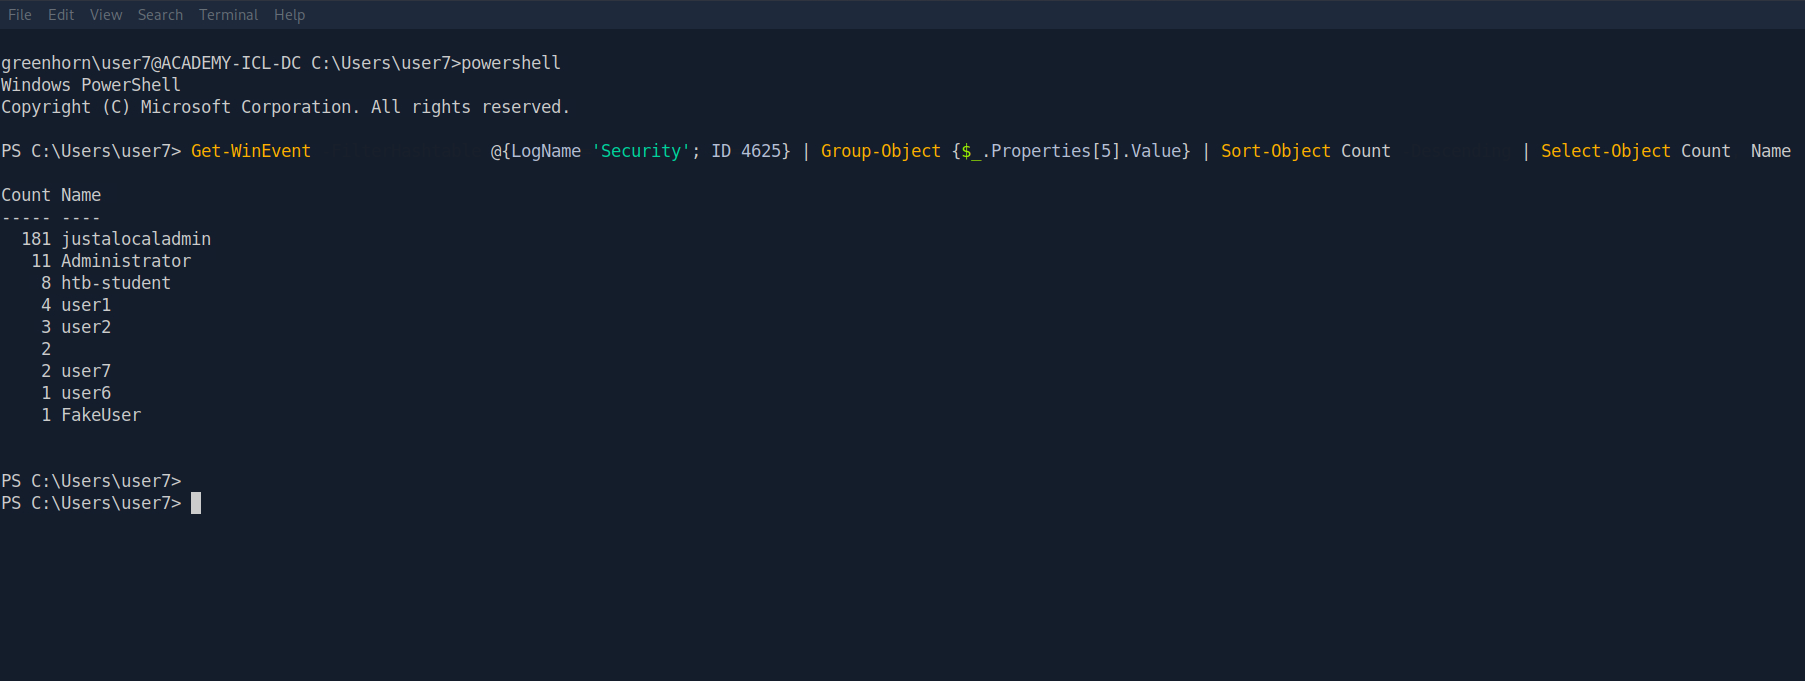 File Edit View Search Terminal Help
greenhorn\user7@ACADEMY-ICL-DC C:\Users\user7>powershell
Windows PowerShell
Copyright (C) Microsoft Corporation. All rights reserved.
PS C:\Users\user7> Get-WinEvent @{LogName 'Security'; ID 4625} | Group-Object {$_.Properties[5].Value} | Sort-Object Count | Select-Object Count Name
Count Name
----- ----
181 justalocaladmin
11 Administrator
8 htb-student
4 user1
3 user2
2
2 user7
1 user6
1 FakeUser
PS C:\Users\user7>
PS C:\Users\user7>